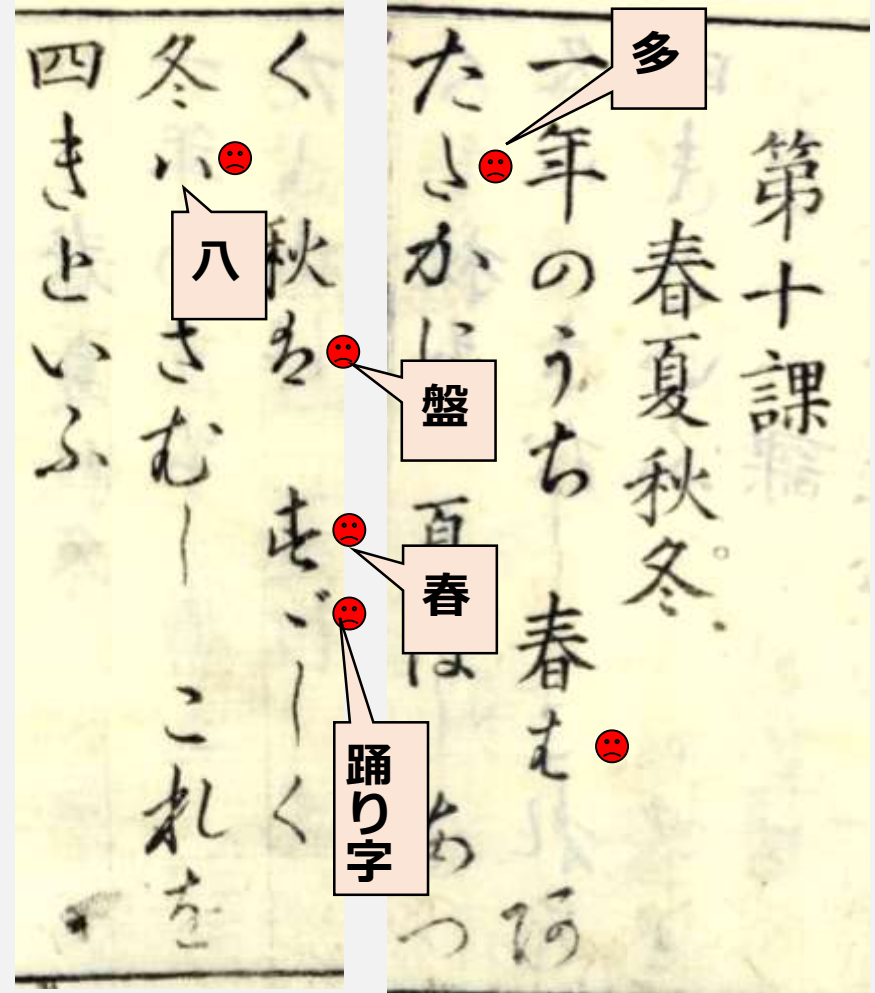 第十課
春夏秋冬。
一年のうち 春は あ
たたかに 夏は あつ
く 秋は すゞしく
冬ハ さむし これを
四きといふ
多
盤
春
踊り字
八